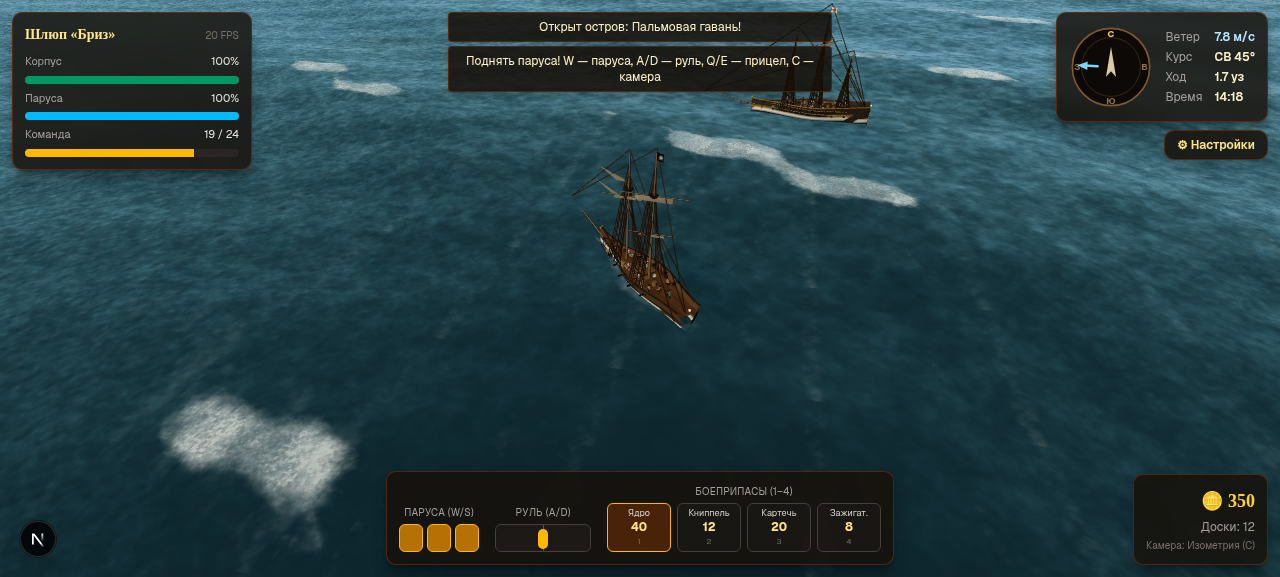 Шлюп «Бриз»
20 FPS
Корпус
100%
Паруса
100%
Команда
19 / 24
Открыт остров: Пальмовая гавань!
Поднять паруса! W — паруса, A/D — руль, Q/E — прицел, C —
камера
С
З
В
Ю
Ветер
7.8 м/с
Курс
СВ 45°
Ход
1.7 уз
Время
14:18
⚙ Настройки
ПАРУСА (W/S)
РУЛЬ (A/D)
БОЕПРИПАСЫ (1–4)
Ядро
40
1
Книппель
12
2
Картечь
20
3
Зажигат.
8
4
🪙 350
Доски: 12
Камера: Изометрия (C)
N